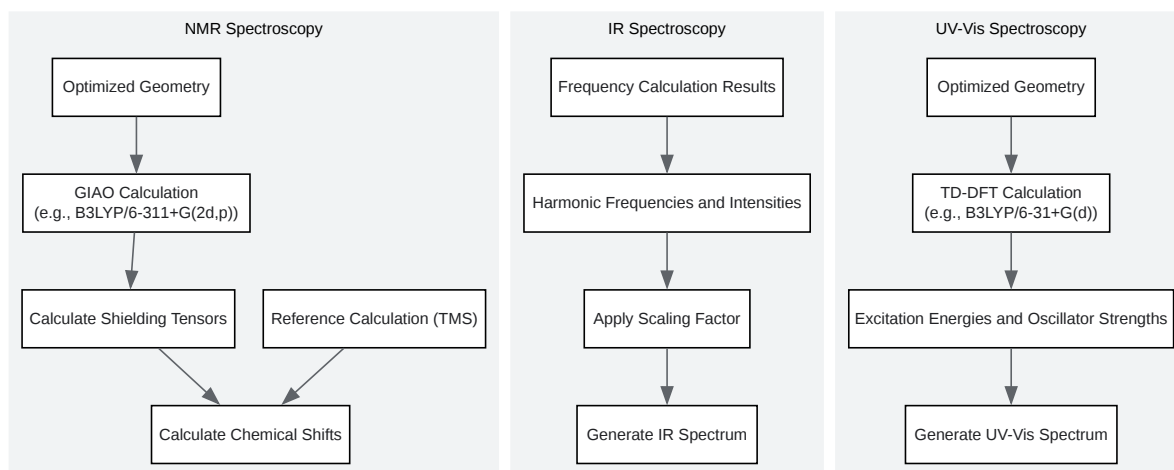 NMR Spectroscopy
Optimized Geometry
GIAO Calculation
(e.g., B3LYP/6-311+G(2d,p))
Calculate Shielding Tensors
Reference Calculation (TMS)
Calculate Chemical Shifts
IR Spectroscopy
Frequency Calculation Results
Harmonic Frequencies and Intensities
Apply Scaling Factor
Generate IR Spectrum
UV-Vis Spectroscopy
Optimized Geometry
TD-DFT Calculation
(e.g., B3LYP/6-31+G(d))
Excitation Energies and Oscillator Strengths
Generate UV-Vis Spectrum